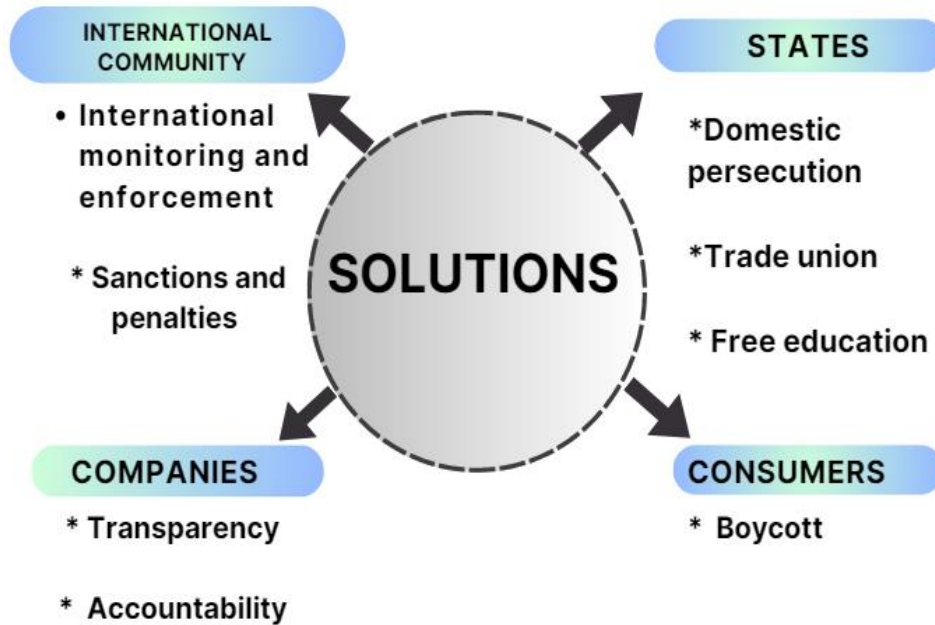 INTERNATIONAL
COMMUNITY
• International
monitoring and
enforcement
* Sanctions and
penalties
SOLUTIONS
STATES
*Domestic
persecution
*Trade union
* Free education
COMPANIES
* Transparency
* Accountability
CONSUMERS
* Boycott